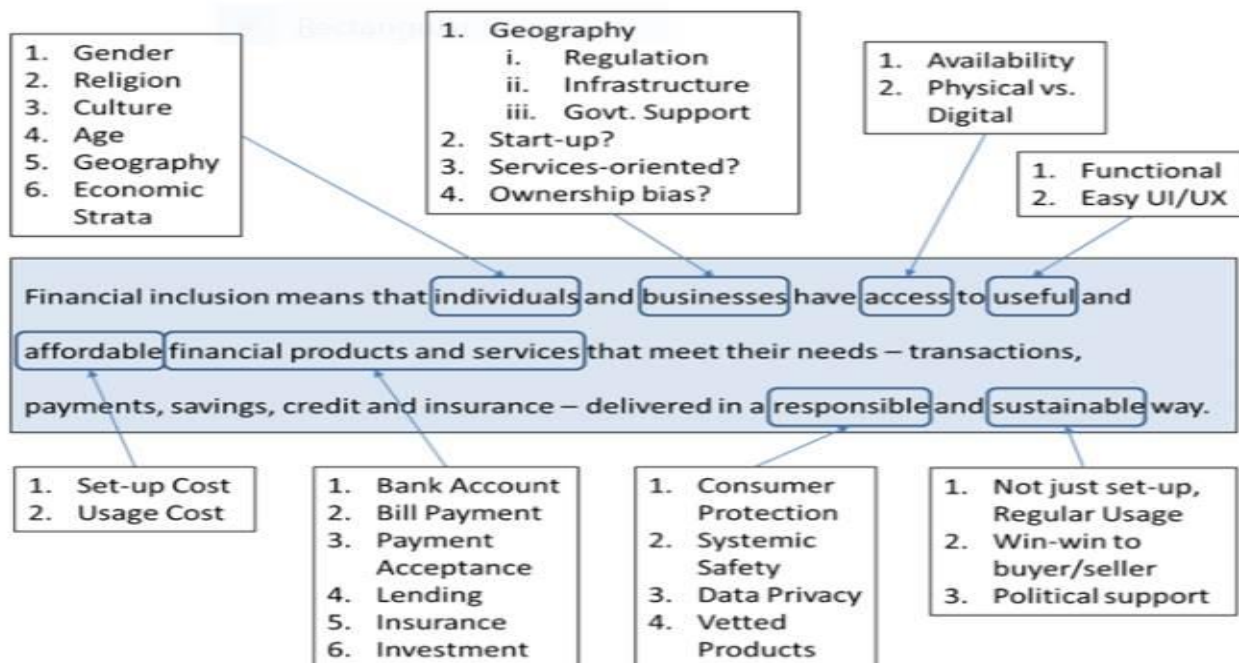 1. Gender
2. Religion
3. Culture
4. Age
5. Geography
6. Economic
Strata
1. Geography
i. Regulation
ii. Infrastructure
iii. Govt. Support
2. Start-up?
3. Services-oriented?
4. Ownership bias?
1. Availability
2. Physical vs.
Digital
1. Functional
2. Easy UI/UX
Financial inclusion means that individuals and businesses have access to useful and
affordable financial products and services that meet their needs – transactions,
payments, savings, credit and insurance – delivered in a responsible and sustainable way.
1. Set-up Cost
2. Usage Cost
1. Bank Account
2. Bill Payment
3. Payment
Acceptance
4. Lending
5. Insurance
6. Investment
1. Consumer
Protection
2. Systemic
Safety
3. Data Privacy
4. Vetted
Products
1. Not just set-up,
Regular Usage
2. Win-win to
buyer/seller
3. Political support